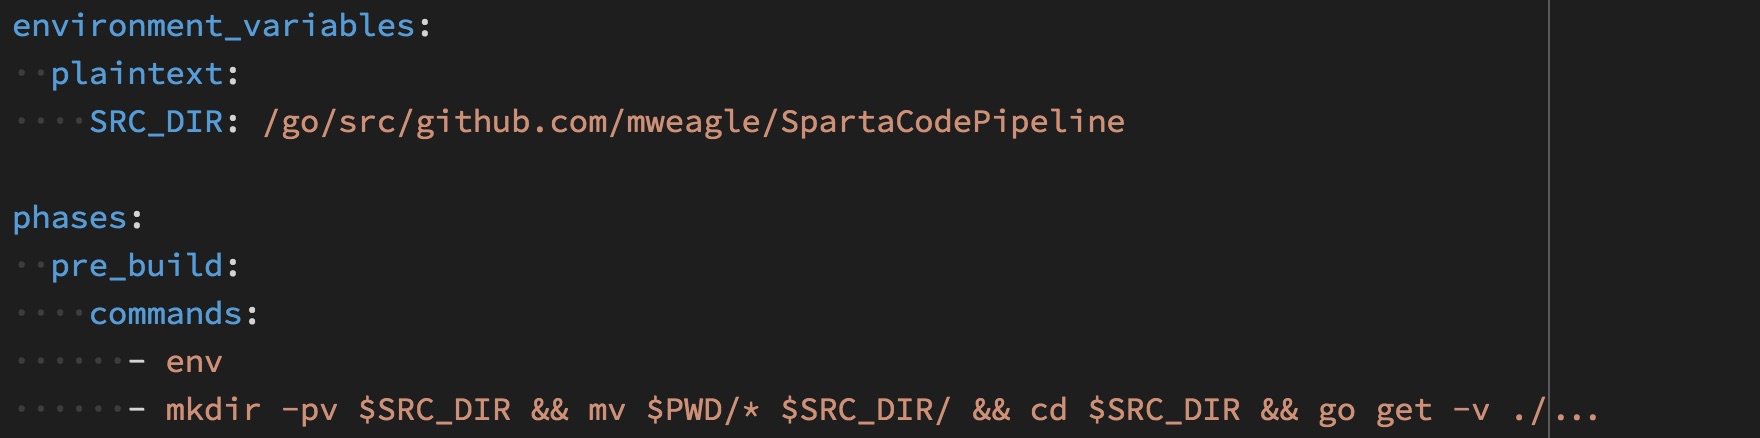 environment_variables:
  plaintext:
    SRC_DIR: /go/src/github.com/mweagle/SpartaCodePipeline

phases:
  pre_build:
    commands:
      - env
      - mkdir -pv $SRC_DIR && mv $PWD/* $SRC_DIR/ && cd $SRC_DIR && go get -v ./...